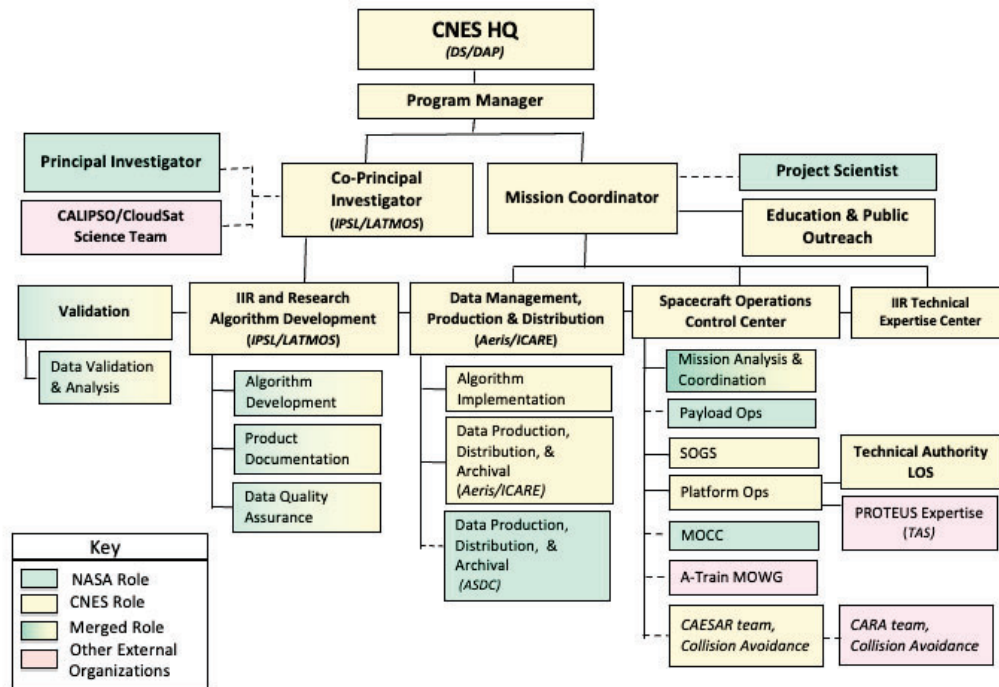 CNES HQ
(DS/DAP)
Program Manager
Principal Investigator
CALIPSO/CloudSat
Science Team
Co-Principal
Investigator
(IPSL/LATMOS)
Mission Coordinator
Project Scientist
Education & Public
Outreach
Validation
Data Validation
& Analysis
IIR and Research
Algorithm Development
(IPSL/LATMOS)
Algorithm
Development
Product
Documentation
Data Quality
Assurance
Data Management,
Production & Distribution
(Aeris/ICARE)
Algorithm
Implementation
Data Production,
Distribution, &
Archival
(Aeris/ICARE)
Data Production,
Distribution, &
Archival
(ASDC)
Spacecraft Operations
Control Center
Mission Analysis &
Coordination
Payload Ops
SOGS
Platform Ops
MOCC
A-Train MOWG
CAESAR team,
Collision Avoidance
IIR Technical
Expertise Center
Technical Authority
LOS
PROTEUS Expertise
(TAS)
CARA team,
Collision Avoidance
Key
NASA Role
CNES Role
Merged Role
Other External
Organizations